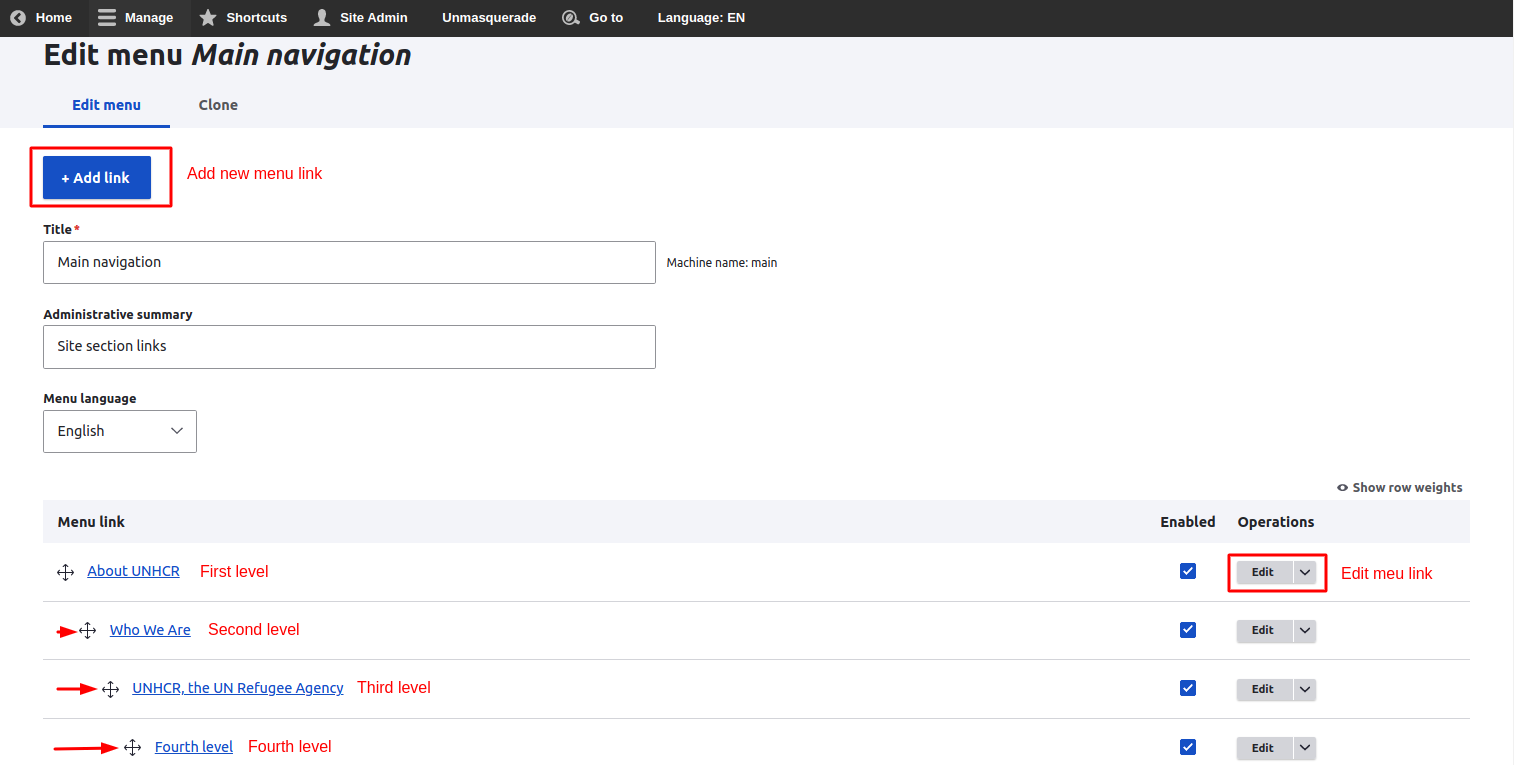 Home Manage Shortcuts Site Admin Unmasquerade Go to Language: EN
Edit menu Main navigation
Edit menu Clone
+ Add link Add new menu link
Title*
Main navigation Machine name: main
Administrative summary
Site section links
Menu language
English
Show row weights
Menu link Enabled Operations
About UNHCR First level Edit Edit meu link
Who We Are Second level Edit
UNHCR, the UN Refugee Agency Third level Edit
Fourth level Fourth level Edit